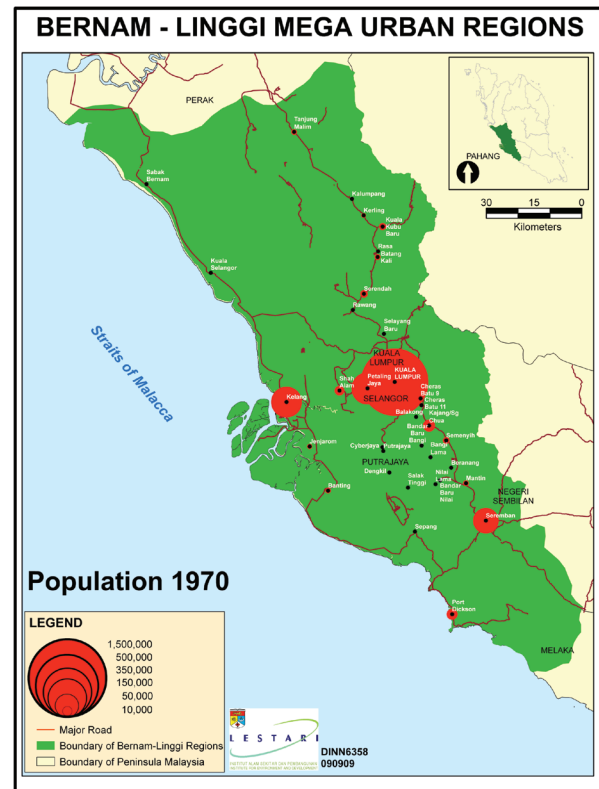 BERNAM - LINGGI MEGA URBAN REGIONS
PERAK
Tanjung
Malim
PAHANG
30 15 0
Kilometers
Sabak
Bernam
Kalumpang
Kerling
Kuala
Kubu
Baru
Rasa
Batang
Kali
Kuala
Selangor
Serendah
Rawang
Selayang
Baru
Straits of Malacca
KUALA
LUMPUR
KUALA
LUMPUR
Shah
Alam
Petaling
Jaya
SELANGOR
Kelang
Cheras
Batu 9
Cheras
Batu 11
Balakong
Kajang/Sg
Chua
Bandar
Baru
Bangi
Semenyih
Bangi
Lama
Jenjarom
Cyberjaya
Putrajaya
PUTRAJAYA
Beranang
Dengkil
Salak
Tinggi
Nilai
Lama
Bandar
Baru
Nilai
Mantin
NEGERI
SEMBILAN
Banting
Seremban
Sepang
Population 1970
Port
Dickson
MELAKA
LEGEND
1,500,000
500,000
350,000
150,000
50,000
10,000
Major Road
Boundary of Bernam-Linggi Regions
Boundary of Peninsula Malaysia
LESTARI
DINN6358
090909